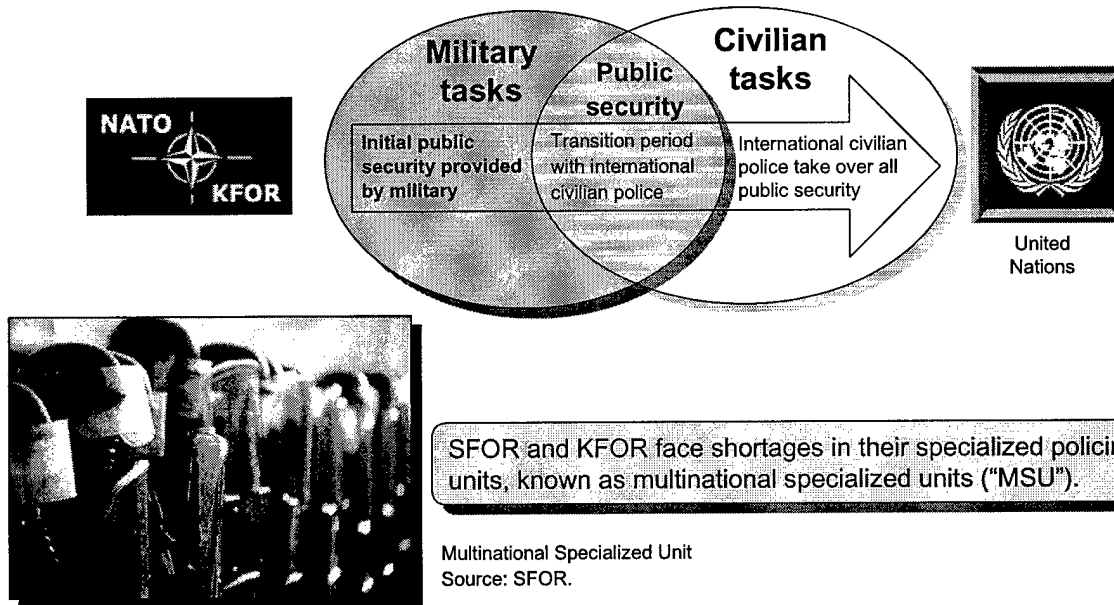 Military
tasks
Civilian
tasks
Public
security
NATO
KFOR
Initial public
security provided
by military
Transition period
with international
civilian police
International civilian
police take over all
public security
United
Nations
SFOR and KFOR face shortages in their specialized
units, known as multinational specialized units (“MSU”).
Multinational Specialized Unit
Source: SFOR.